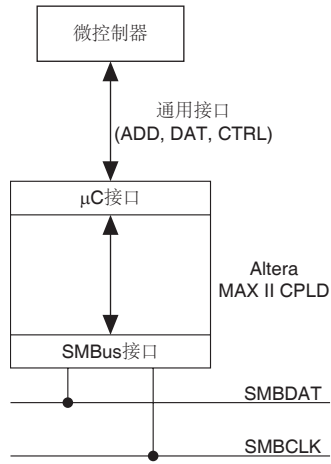 微控制器
通用接口
(ADD, DAT, CTRL)
μC接口
Altera
MAX II CPLD
SMBus接口
SMBDAT
SMBCLK